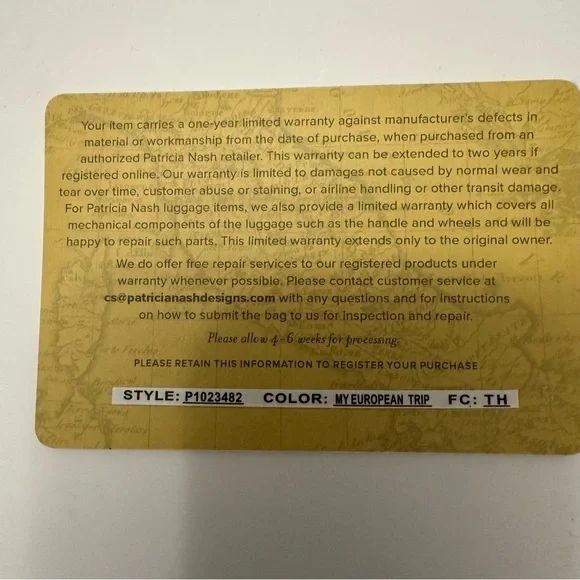 Your item carries a one-year limited warranty against manufacturer's defects in
material or workmanship from the date of purchase, when purchased from an
authorized Patricia Nash retailer. This warranty can be extended to two years if
registered online. Our warranty is limited to damages not caused by normal wear and
tear over time, customer abuse or staining, or airline handling or other transit damage.
For Patricia Nash luggage items, we also provide a limited warranty which covers all
mechanical components of the luggage such as the handle and wheels and will be
happy to repair such parts. This limited warranty extends only to the original owner.
We do offer free repair services to our registered products under
warranty whenever possible. Please contact customer service at
cs@patricianashdesigns.com with any questions and for instructions
on how to submit the bag to us for inspection and repair.
Please allow 4-6 weeks for processing.
PLEASE RETAIN THIS INFORMATION TO REGISTER YOUR PURCHASE
STYLE: P1023482 COLOR: MY EUROPEAN TRIP FC: TH